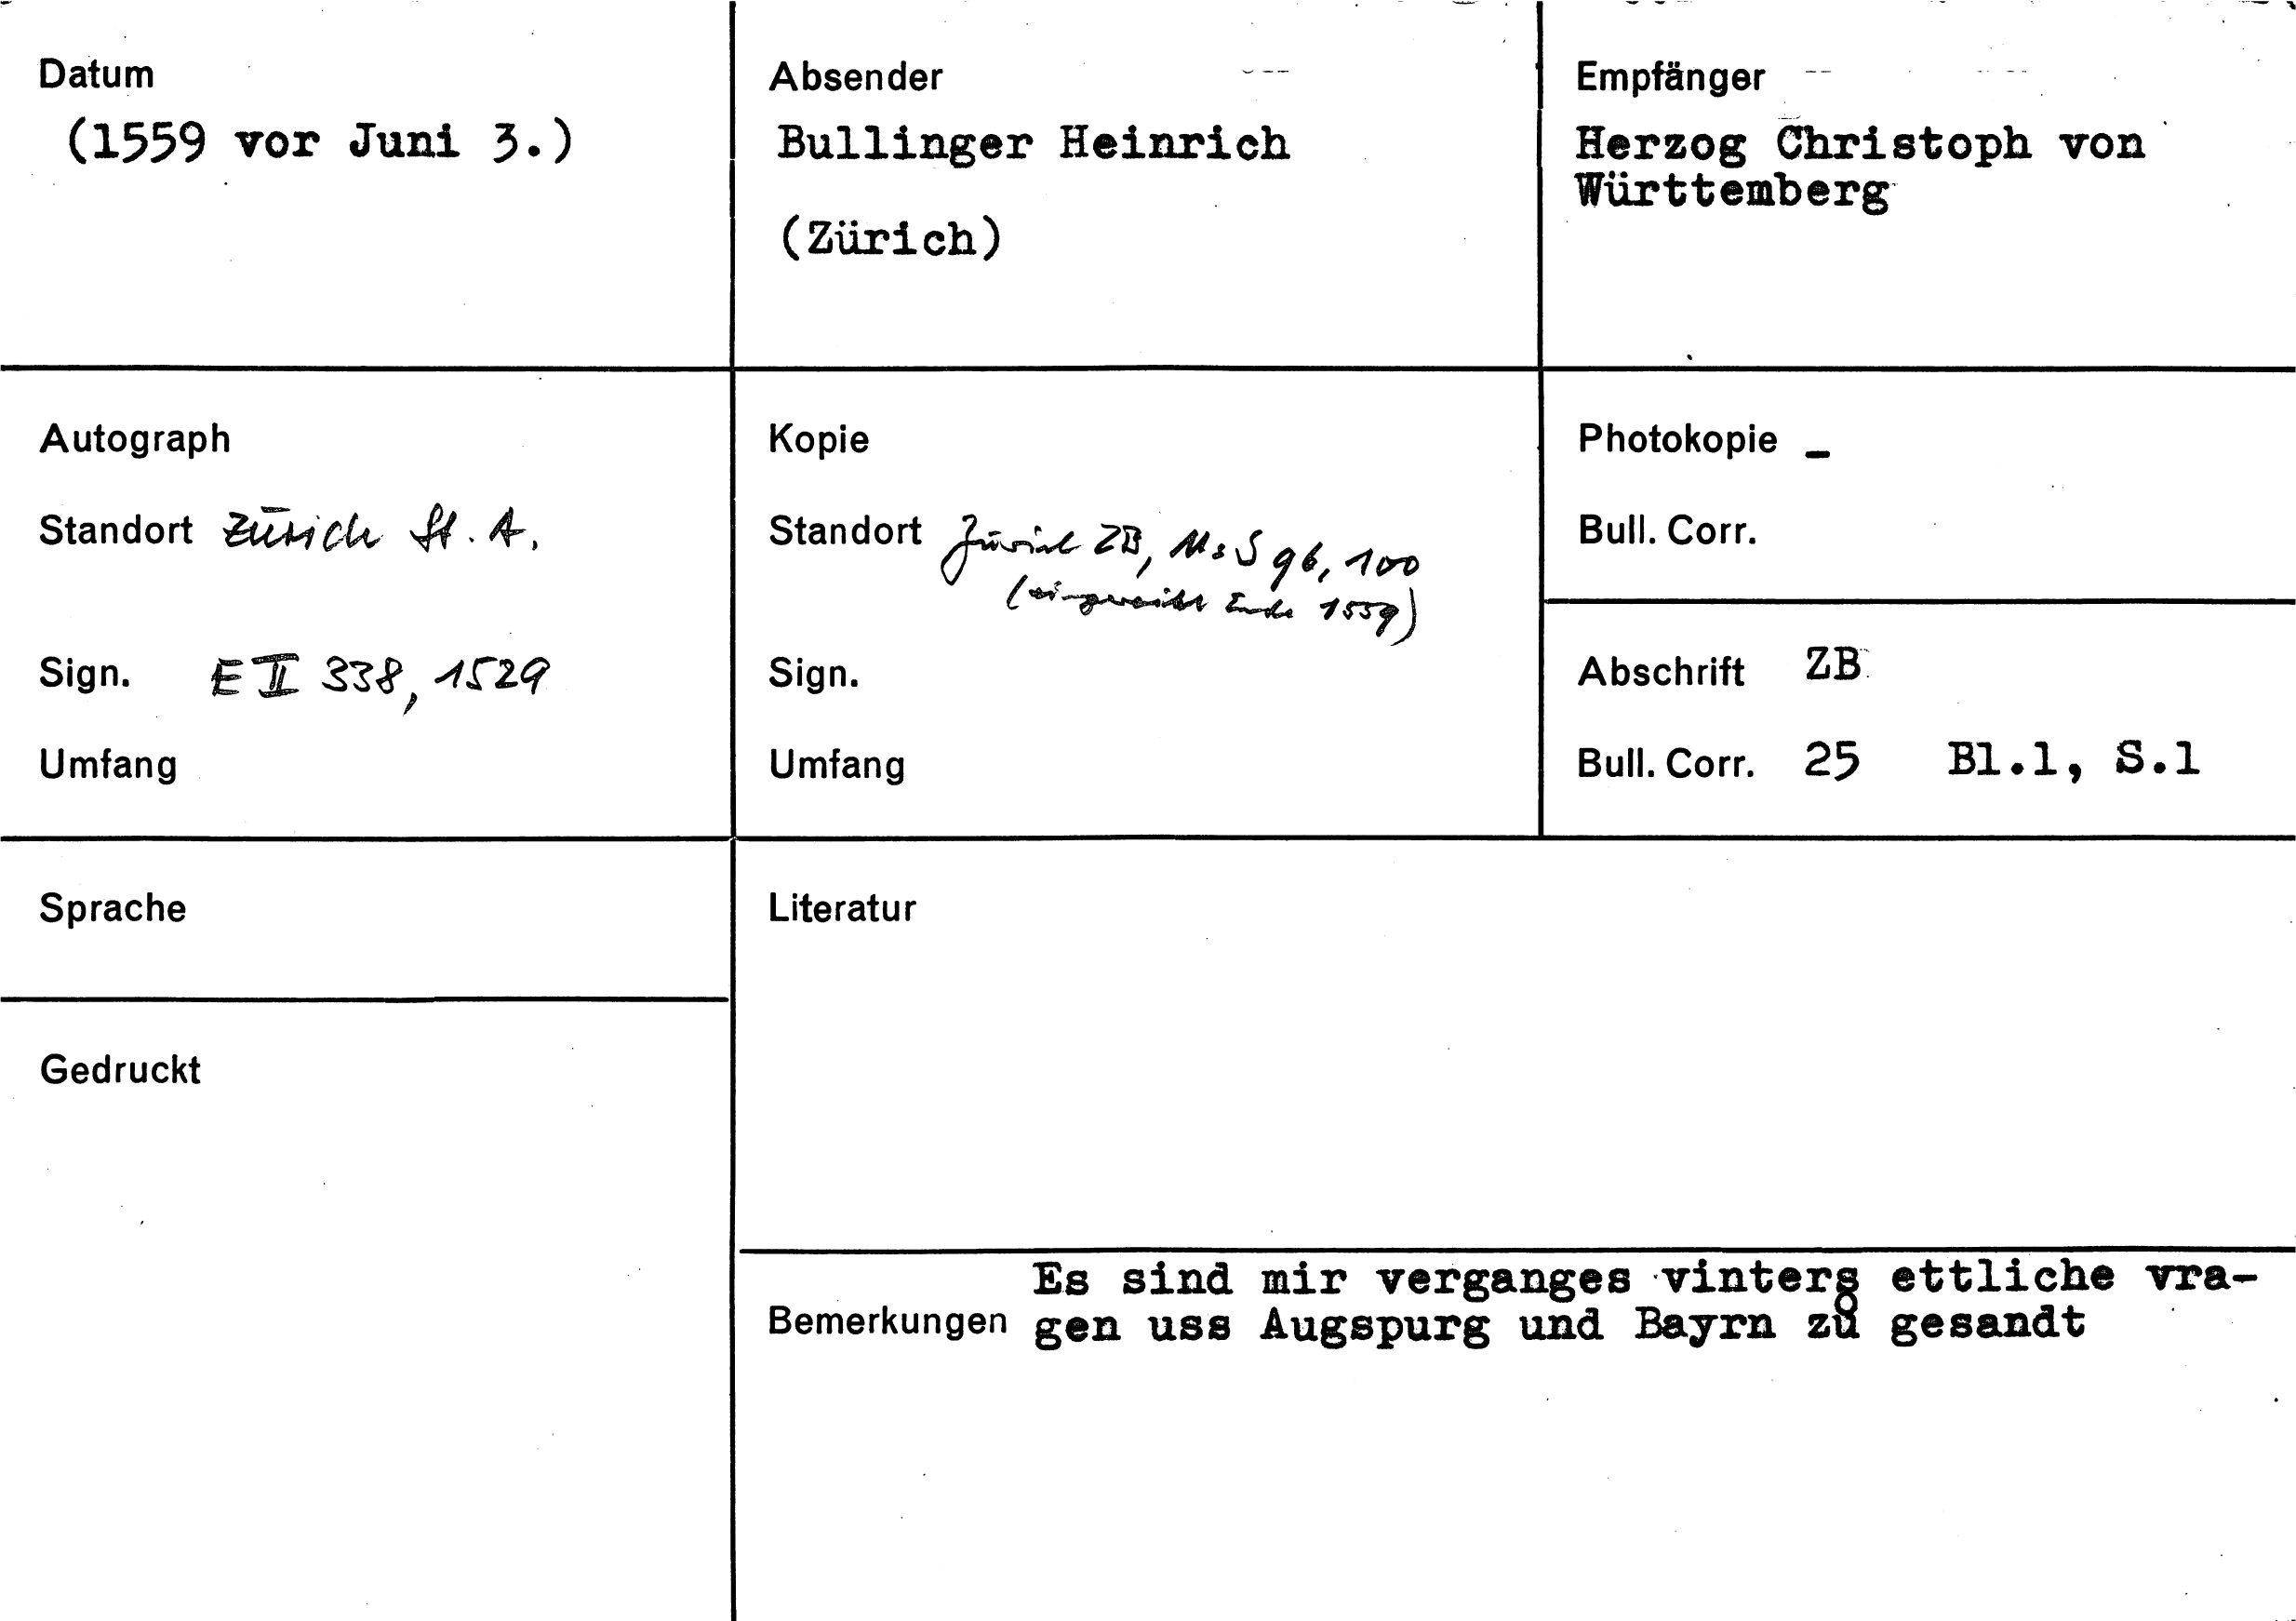 Datum
(1559 vor Juni 3.)
Absender
Bullinger Heinrich
(Zürich)
Empfänger
Herzog Christoph von
Württemberg
Autograph
Standort Zürich St. A.
Sign. E II 338, 1529
Umfang
Kopie
Standort Zürich ZB, Ms S 96, 100
(eingereiht Ende 1559)
Sign.
Umfang
Photokopie -
Bull. Corr.
Abschrift ZB
Bull. Corr. 25 Bl.1, S.1
Sprache
Gedruckt
Literatur
Bemerkungen
Es sind mir verganges vinters ettliche vra-
gen uss Augspurg und Bayrn zuͦ gesandt